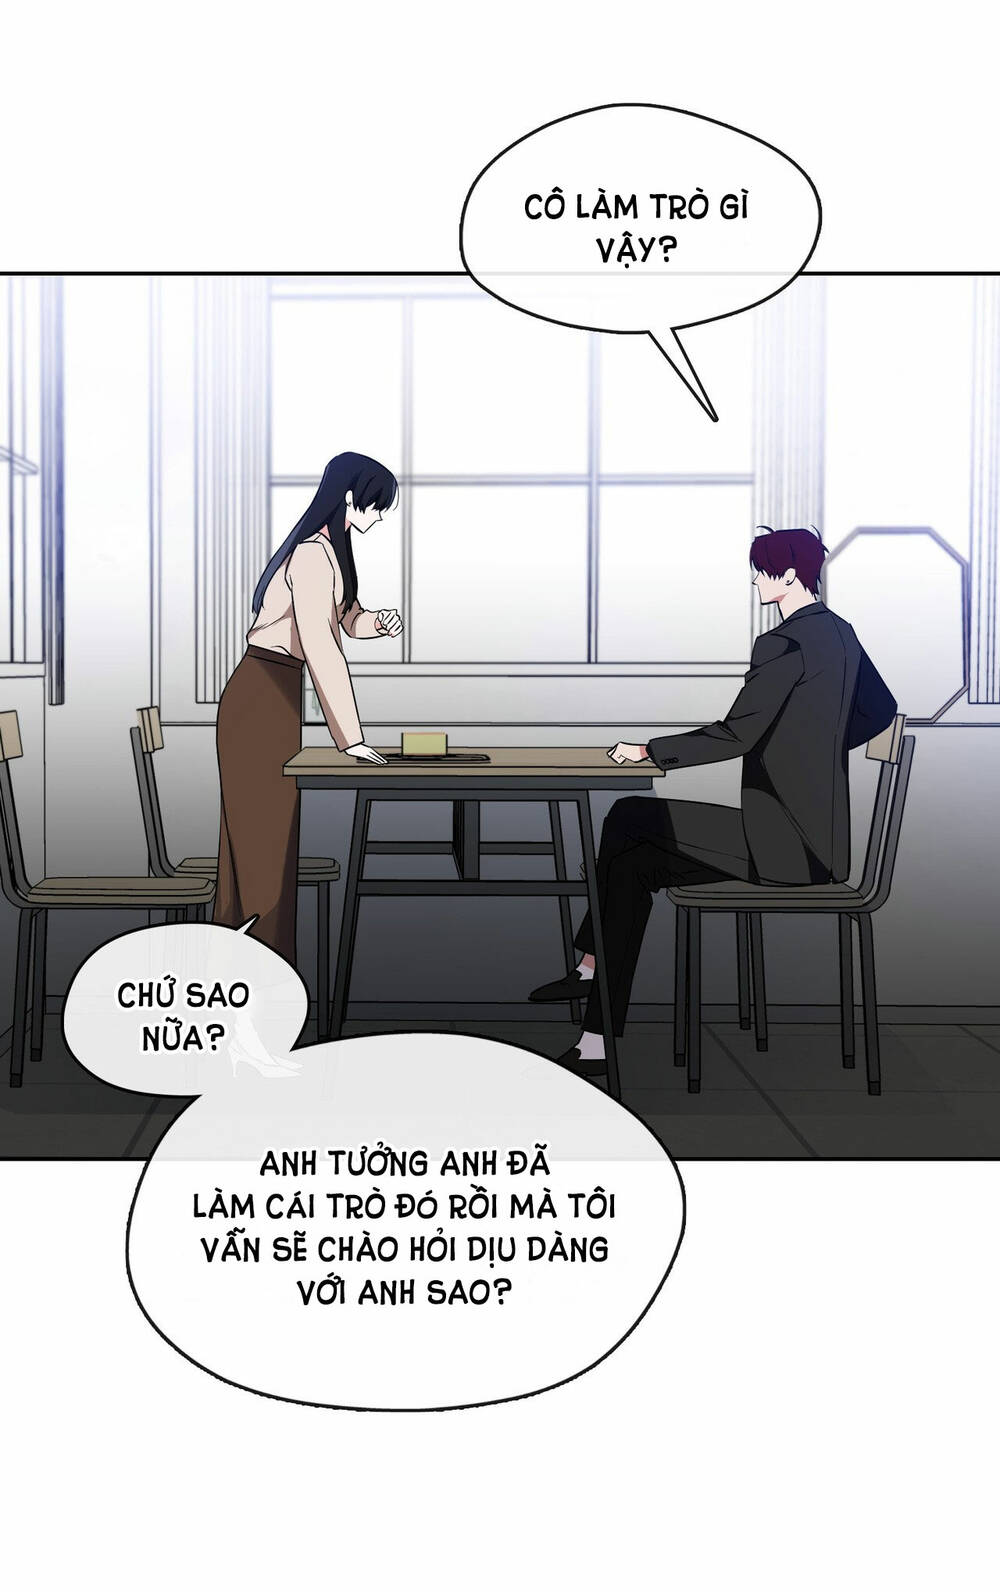 CÔ LÀM TRÒ GÌ
VẬY?
CHỨ SAO
NỮA?
ANH TƯỞNG ANH ĐÃ
LÀM CÁI TRÒ ĐÓ RỒI MÀ TÔI
VẪN SẼ CHÀO HỎI DỊU DÀNG
VỚI ANH SAO?